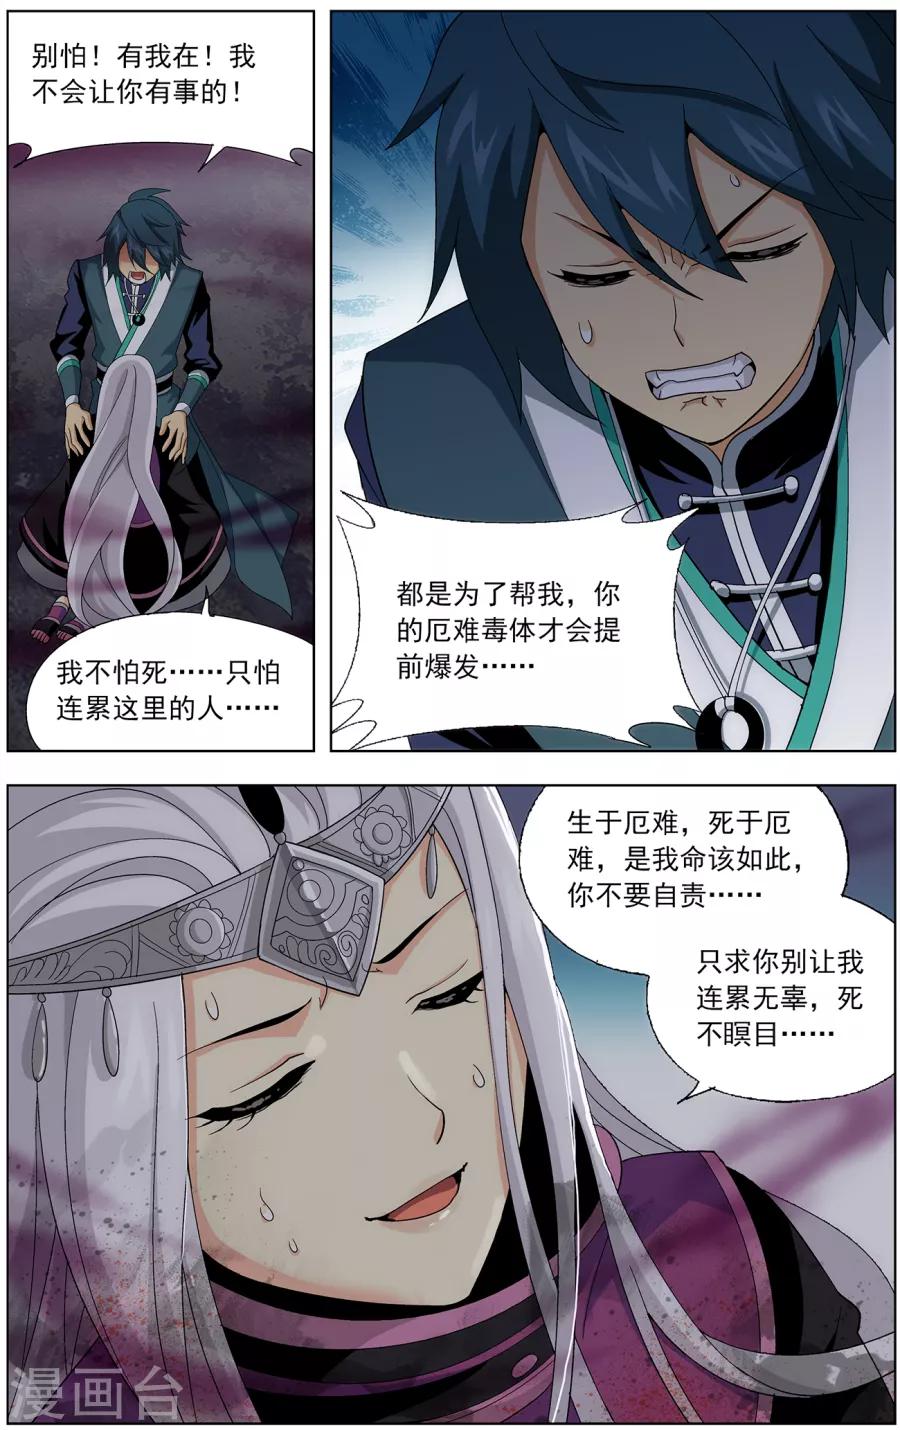 别怕！有我在！我
不会让你有事的！
我不怕死……只怕
连累这里的人……
都是为了帮我，你
的厄难毒体才会提
前爆发……
生于厄难，死于厄
难，是我命该如此，
你不要自责……
只求你别让我
连累无辜，死
不瞑目……
漫画台